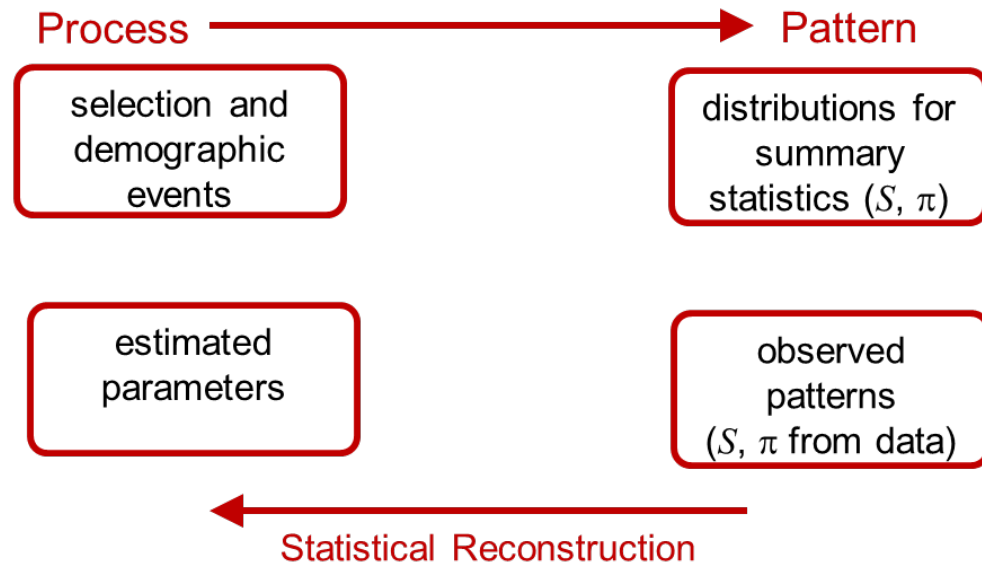 Process
Pattern
selection and
demographic
events
distributions for
summary
statistics (S, π)
estimated
parameters
observed
patterns
(S, π from data)
Statistical Reconstruction